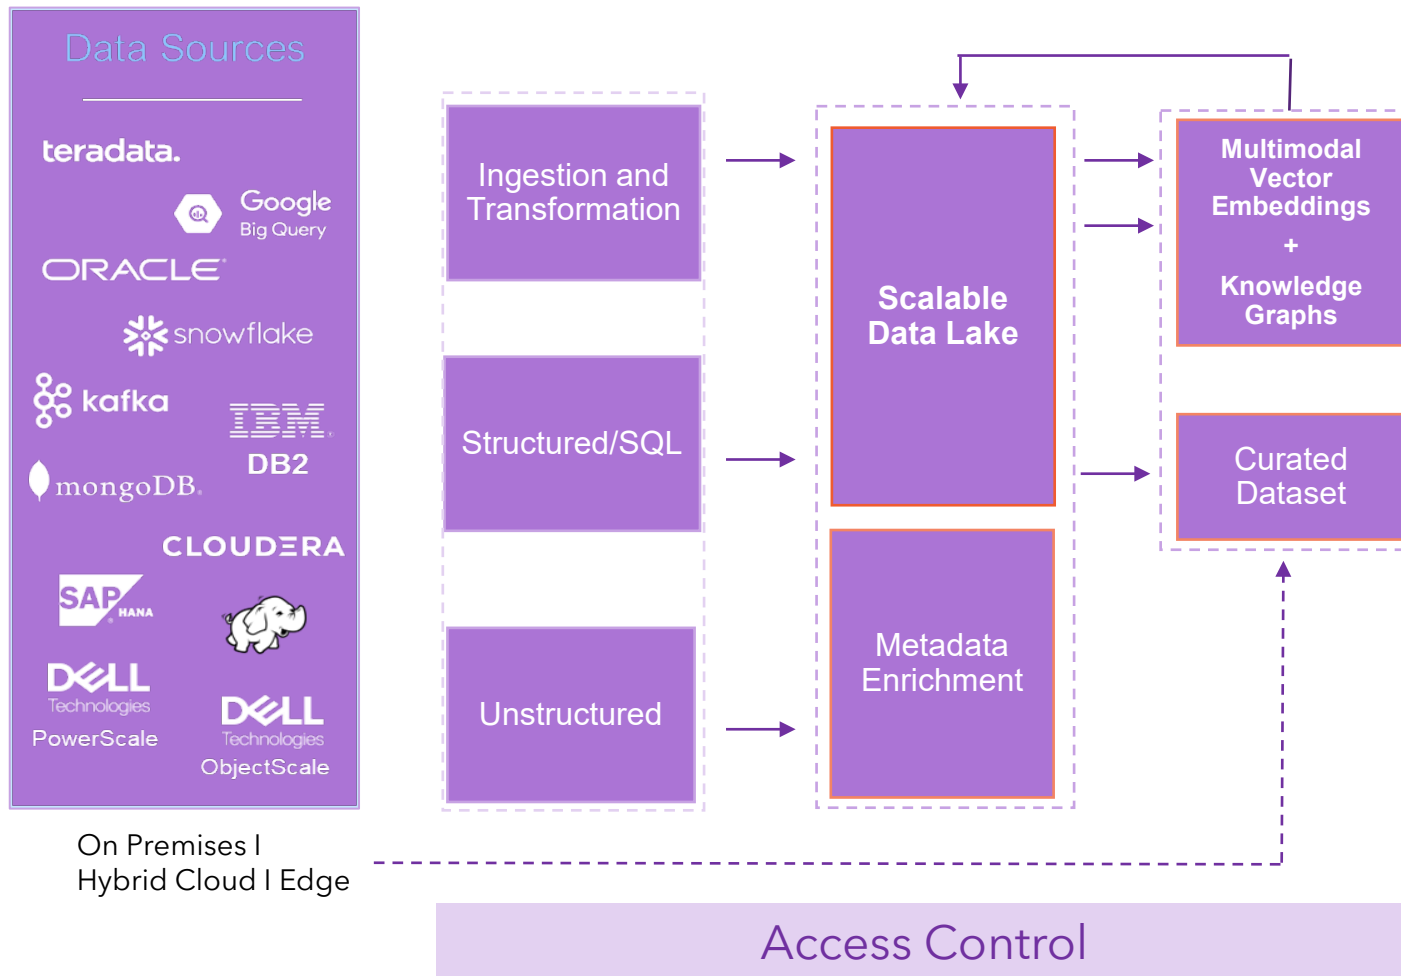 Data Sources
teradata.
Google
Big Query
ORACLE
snowflake
kafka
IBM
DB2
mongoDB
CLOUDERA
SAP
HANA
DELL
Technologies
PowerScale
DELL
Technologies
ObjectScale
On Premises I
Hybrid Cloud I Edge
Ingestion and
Transformation
Structured/SQL
Unstructured
Scalable
Data Lake
Metadata
Enrichment
Multimodal
Vector
Embeddings
+
Knowledge
Graphs
Curated
Dataset
Access Control